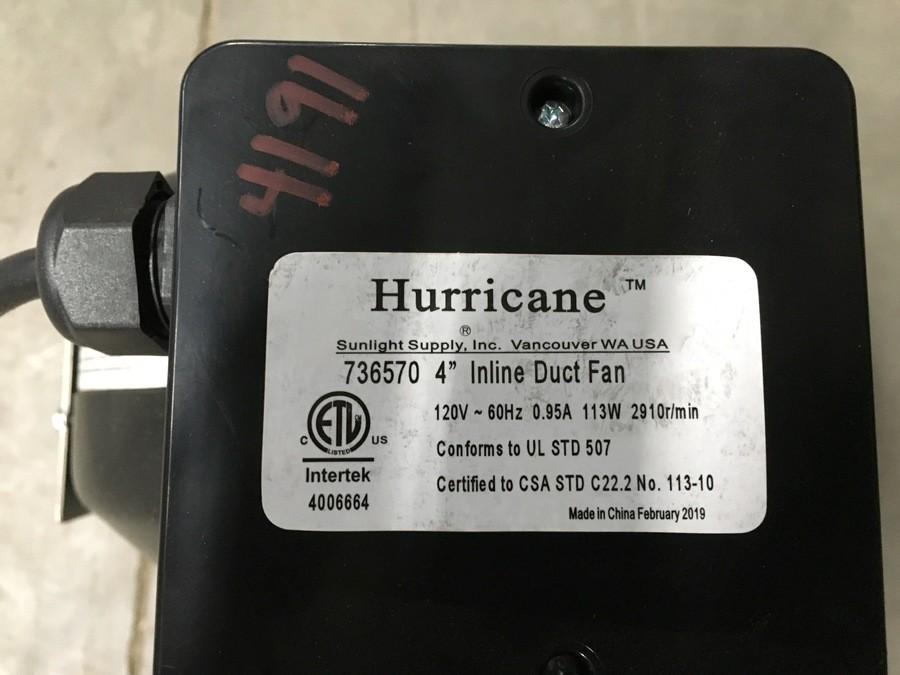 4191
Hurricane ™
®
Sunlight Supply, Inc. Vancouver WA USA
736570 4” Inline Duct Fan
120V ~ 60Hz 0.95A 113W 2910r/min
Conforms to UL STD 507
Certified to CSA STD C22.2 No. 113-10
Made in China February 2019
C ETL CM US
LISTED
Intertek
4006664